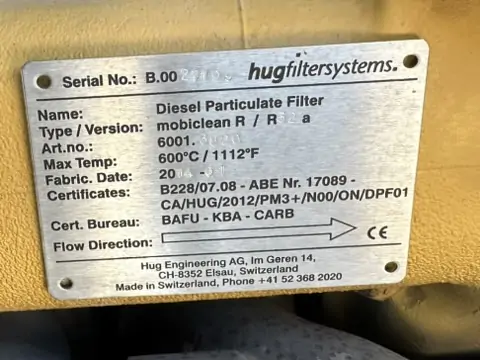 Serial No.: B.00
hugfiltersystems.
Name: Diesel Particulate Filter
Type / Version: mobiclean R / R a
Art.no.: 6001.
Max Temp: 600°C / 1112°F
Fabric. Date: 20
Certificates: B228/07.08 - ABE Nr. 17089 -
CA/HUG/2012/PM3+/N00/ON/DPF01
Cert. Bureau: BAFU - KBA - CARB
Flow Direction:
CE
Hug Engineering AG, Im Geren 14,
CH-8352 Elsau, Switzerland
Made in Switzerland, Phone +41 52 368 2020